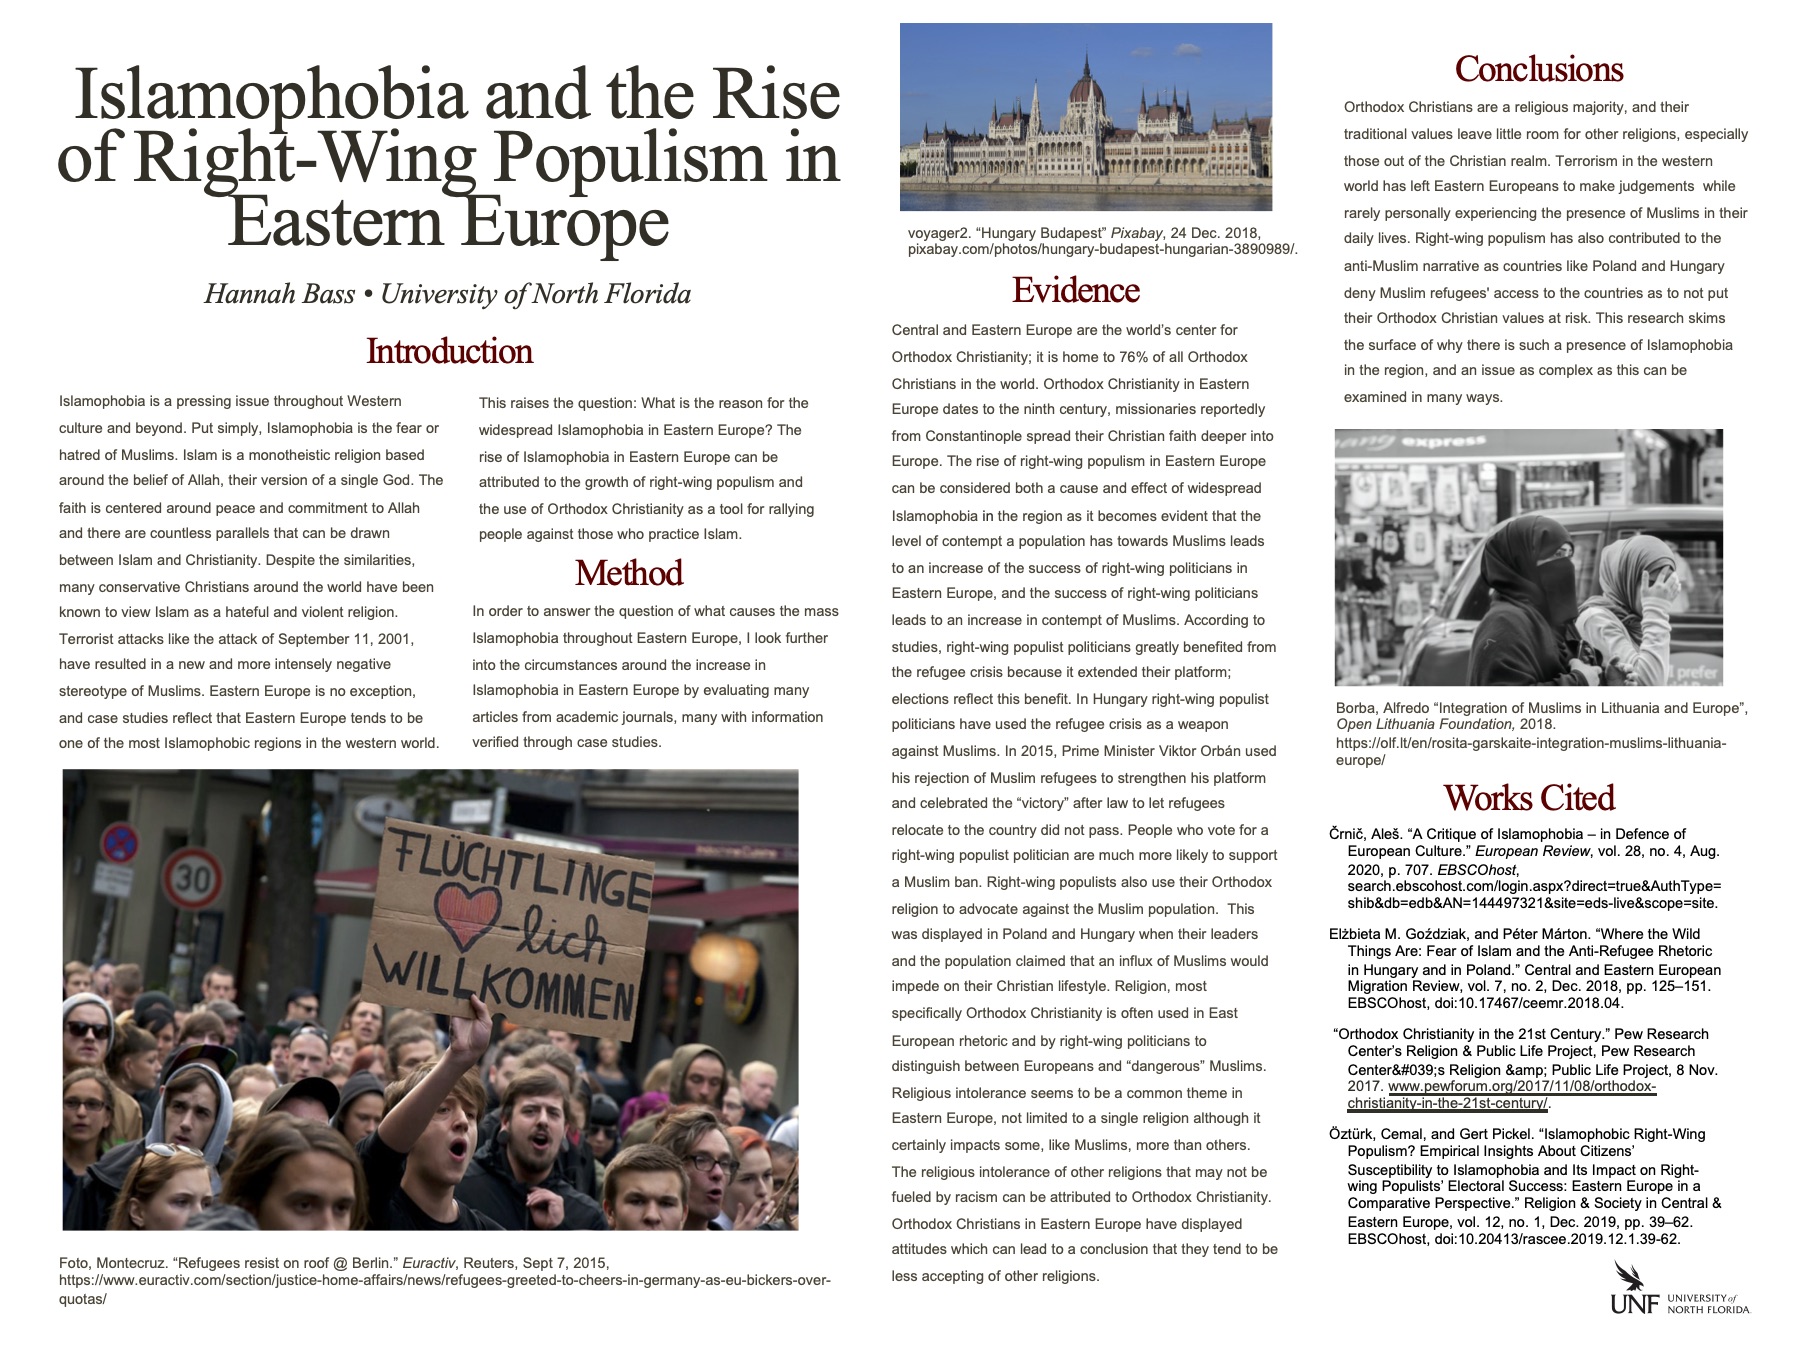 Islamophobia and the Rise
of Right-Wing Populism in
Eastern Europe
Hannah Bass • University of North Florida
Introduction
Islamophobia is a pressing issue throughout Western
culture and beyond. Put simply, Islamophobia is the fear or
hatred of Muslims. Islam is a monotheistic religion based
around the belief of Allah, their version of a single God. The
faith is centered around peace and commitment to Allah
and there are countless parallels that can be drawn
between Islam and Christianity. Despite the similarities,
many conservative Christians around the world have been
known to view Islam as a hateful and violent religion.
Terrorist attacks like the attack of September 11, 2001,
have resulted in a new and more intensely negative
stereotype of Muslims. Eastern Europe is no exception,
and case studies reflect that Eastern Europe tends to be
one of the most Islamophobic regions in the western world.
This raises the question: What is the reason for the
widespread Islamophobia in Eastern Europe? The
rise of Islamophobia in Eastern Europe can be
attributed to the growth of right-wing populism and
the use of Orthodox Christianity as a tool for rallying
people against those who practice Islam.
Method
In order to answer the question of what causes the mass
Islamophobia throughout Eastern Europe, I look further
into the circumstances around the increase in
Islamophobia in Eastern Europe by evaluating many
articles from academic journals, many with information
verified through case studies.
30
FLÜCHTLINGE
-lich
WILLKOMMEN
Foto, Montecruz. “Refugees resist on roof @ Berlin.” Euractiv, Reuters, Sept 7, 2015,
https://www.euractiv.com/section/justice-home-affairs/news/refugees-greeted-to-cheers-in-germany-as-eu-bickers-over-
quotas/
voyager2. “Hungary Budapest” Pixabay, 24 Dec. 2018,
pixabay.com/photos/hungary-budapest-hungarian-3890989/.
Evidence
Central and Eastern Europe are the world’s center for
Orthodox Christianity; it is home to 76% of all Orthodox
Christians in the world. Orthodox Christianity in Eastern
Europe dates to the ninth century, missionaries reportedly
from Constantinople spread their Christian faith deeper into
Europe. The rise of right-wing populism in Eastern Europe
can be considered both a cause and effect of widespread
Islamophobia in the region as it becomes evident that the
level of contempt a population has towards Muslims leads
to an increase of the success of right-wing politicians in
Eastern Europe, and the success of right-wing politicians
leads to an increase in contempt of Muslims. According to
studies, right-wing populist politicians greatly benefited from
the refugee crisis because it extended their platform;
elections reflect this benefit. In Hungary right-wing populist
politicians have used the refugee crisis as a weapon
against Muslims. In 2015, Prime Minister Viktor Orbán used
his rejection of Muslim refugees to strengthen his platform
and celebrated the “victory” after law to let refugees
relocate to the country did not pass. People who vote for a
right-wing populist politician are much more likely to support
a Muslim ban. Right-wing populists also use their Orthodox
religion to advocate against the Muslim population.  This
was displayed in Poland and Hungary when their leaders
and the population claimed that an influx of Muslims would
impede on their Christian lifestyle. Religion, most
specifically Orthodox Christianity is often used in East
European rhetoric and by right-wing politicians to
distinguish between Europeans and “dangerous” Muslims.
Religious intolerance seems to be a common theme in
Eastern Europe, not limited to a single religion although it
certainly impacts some, like Muslims, more than others.
The religious intolerance of other religions that may not be
fueled by racism can be attributed to Orthodox Christianity.
Orthodox Christians in Eastern Europe have displayed
attitudes which can lead to a conclusion that they tend to be
less accepting of other religions.
Conclusions
Orthodox Christians are a religious majority, and their
traditional values leave little room for other religions, especially
those out of the Christian realm. Terrorism in the western
world has left Eastern Europeans to make judgements  while
rarely personally experiencing the presence of Muslims in their
daily lives. Right-wing populism has also contributed to the
anti-Muslim narrative as countries like Poland and Hungary
deny Muslim refugees' access to the countries as to not put
their Orthodox Christian values at risk. This research skims
the surface of why there is such a presence of Islamophobia
in the region, and an issue as complex as this can be
examined in many ways.
express
I prefer
Borba, Alfredo “Integration of Muslims in Lithuania and Europe”,
Open Lithuania Foundation, 2018.
https://olf.lt/en/rosita-garskaite-integration-muslims-lithuania-
europe/
Works Cited
Črnič, Aleš. “A Critique of Islamophobia – in Defence of
European Culture.” European Review, vol. 28, no. 4, Aug.
2020, p. 707. EBSCOhost,
search.ebscohost.com/login.aspx?direct=true&AuthType=
shib&db=edb&AN=144497321&site=eds-live&scope=site.
Elżbieta M. Goździak, and Péter Márton. “Where the Wild
Things Are: Fear of Islam and the Anti-Refugee Rhetoric
in Hungary and in Poland.” Central and Eastern European
Migration Review, vol. 7, no. 2, Dec. 2018, pp. 125–151.
EBSCOhost, doi:10.17467/ceemr.2018.04.
“Orthodox Christianity in the 21st Century.” Pew Research
Center’s Religion & Public Life Project, Pew Research
Center&#039;s Religion &amp; Public Life Project, 8 Nov.
2017. www.pewforum.org/2017/11/08/orthodox-
christianity-in-the-21st-century/.
Öztürk, Cemal, and Gert Pickel. “Islamophobic Right-Wing
Populism? Empirical Insights About Citizens’
Susceptibility to Islamophobia and Its Impact on Right-
wing Populists’ Electoral Success: Eastern Europe in a
Comparative Perspective.” Religion & Society in Central &
Eastern Europe, vol. 12, no. 1, Dec. 2019, pp. 39–62.
EBSCOhost, doi:10.20413/rascee.2019.12.1.39-62.
UNF UNIVERSITY of
NORTH FLORIDA